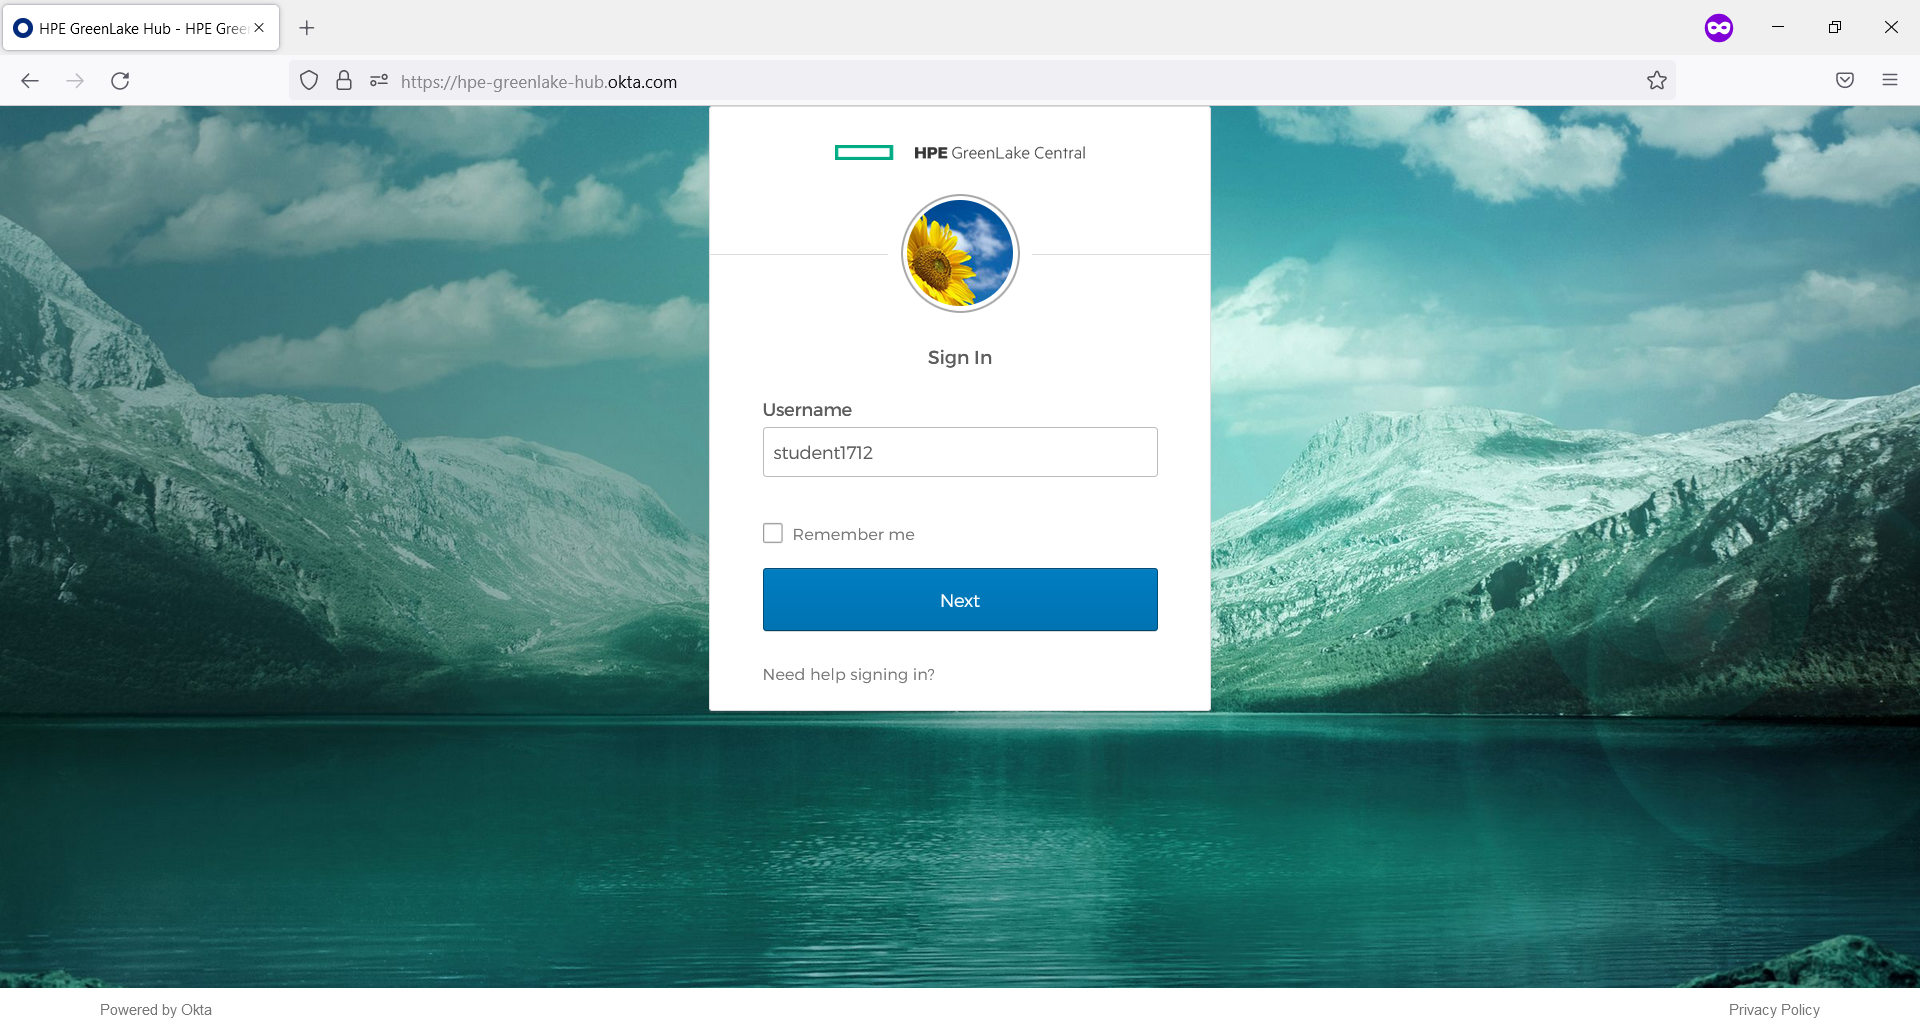 HPE GreenLake Hub - HPE Gree
https://hpe-greenlake-hub.okta.com
HPE GreenLake Central
Sign In
Username
student1712
Remember me
Next
Need help signing in?
Powered by Okta
Privacy Policy